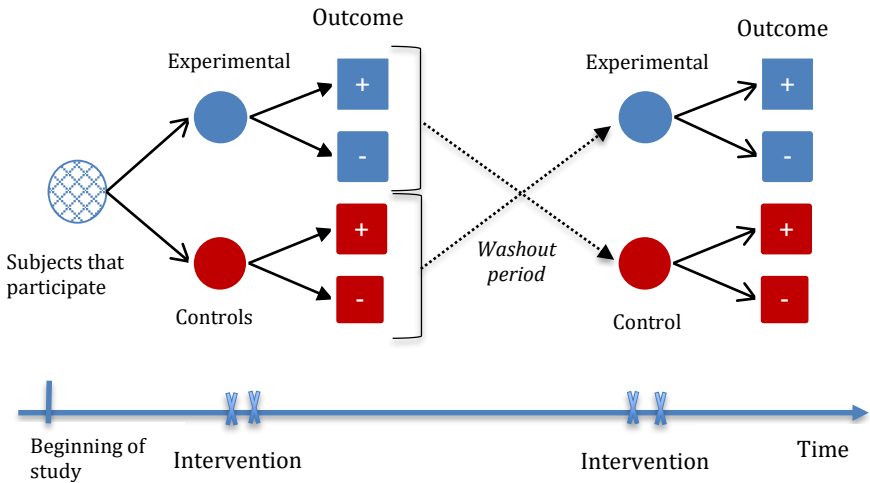 Outcome
Experimental
+
-
Subjects that
participate
Controls
+
-
Washout
period
Outcome
Experimental
+
-
Control
+
-
Beginning of
study
Intervention
Intervention
Time